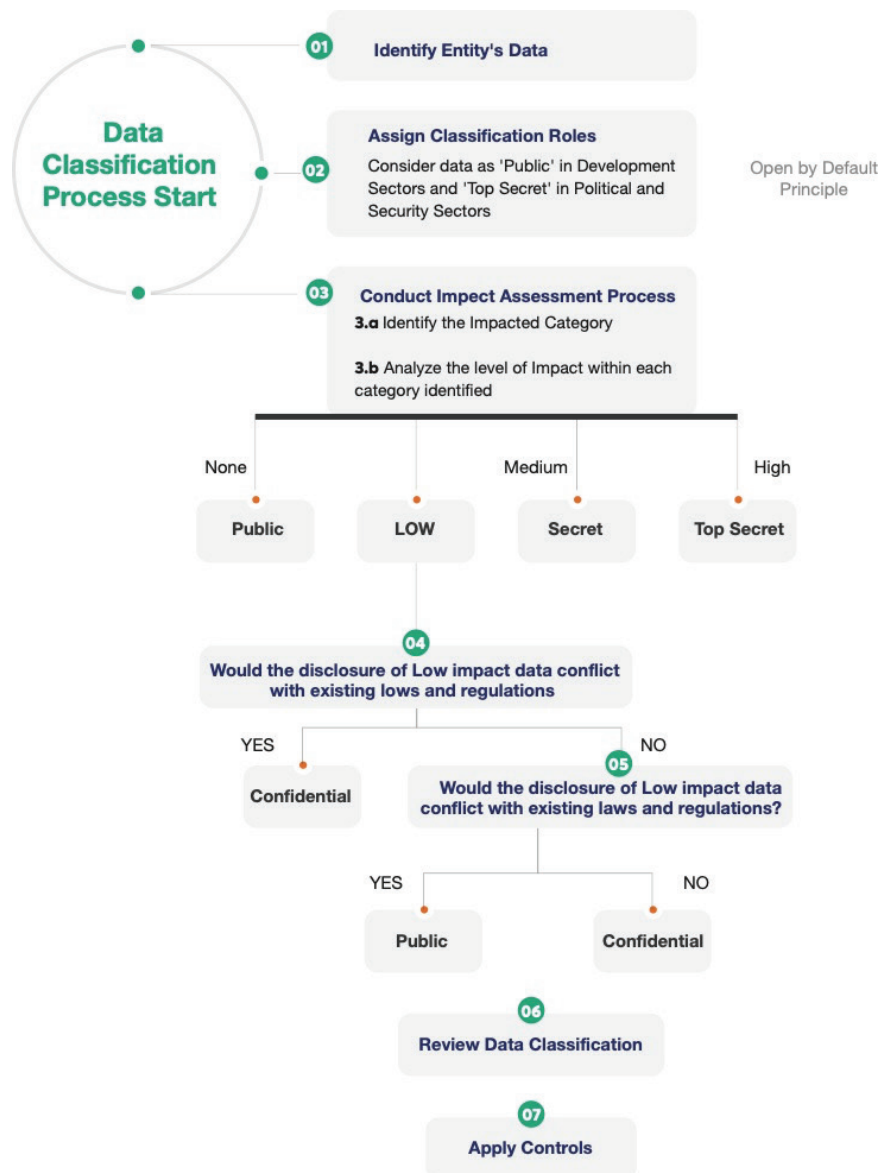 Data
Classification
Process Start
01
Identify Entity's Data
02
Assign Classification Roles
Consider data as 'Public' in Development
Sectors and 'Top Secret' in Political and
Security Sectors
Open by Default
Principle
03
Conduct Impect Assessment Process
3.a Identify the Impacted Category
3.b Analyze the level of Impact within each
category identified
None
Medium
High
Public
LOW
Secret
Top Secret
04
Would the disclosure of Low impact data conflict
with existing lows and regulations
YES
NO
05
Confidential
Would the disclosure of Low impact data
conflict with existing laws and regulations?
YES
NO
Public
Confidential
06
Review Data Classification
07
Apply Controls